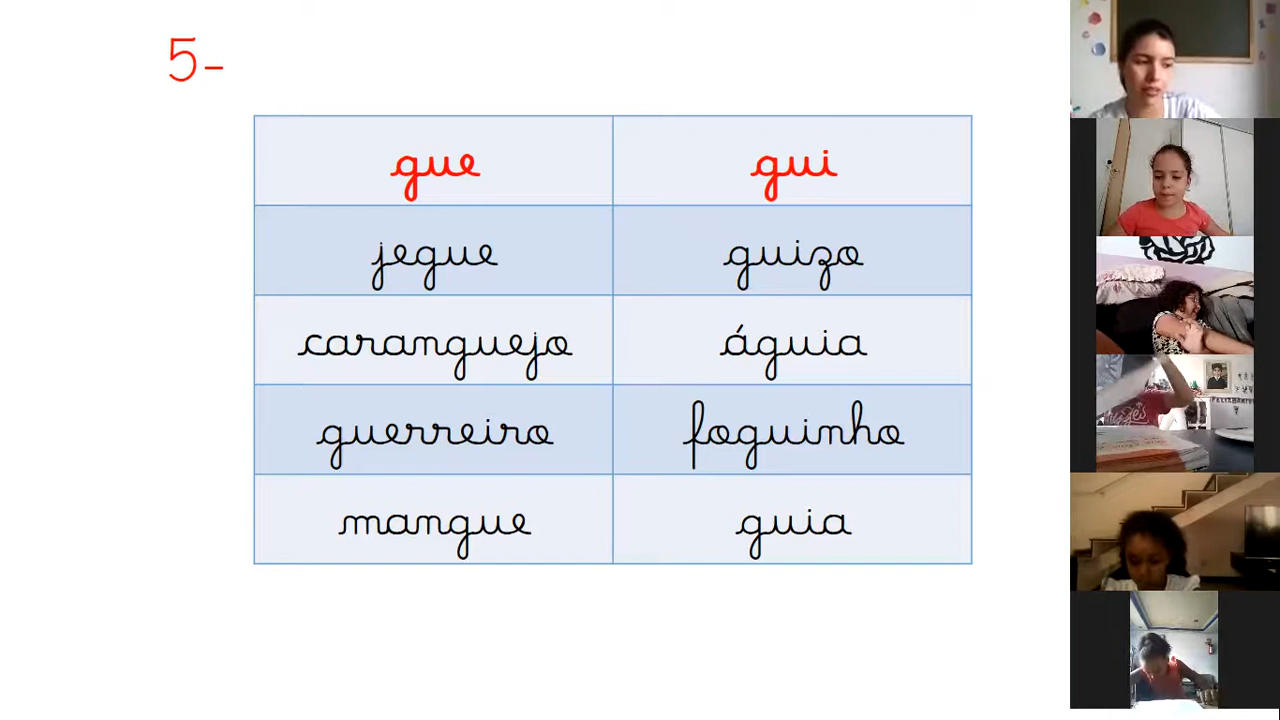 5-
gue gui
jegue guizo
caranguejo águia
guerreiro foguinho
mangue guia